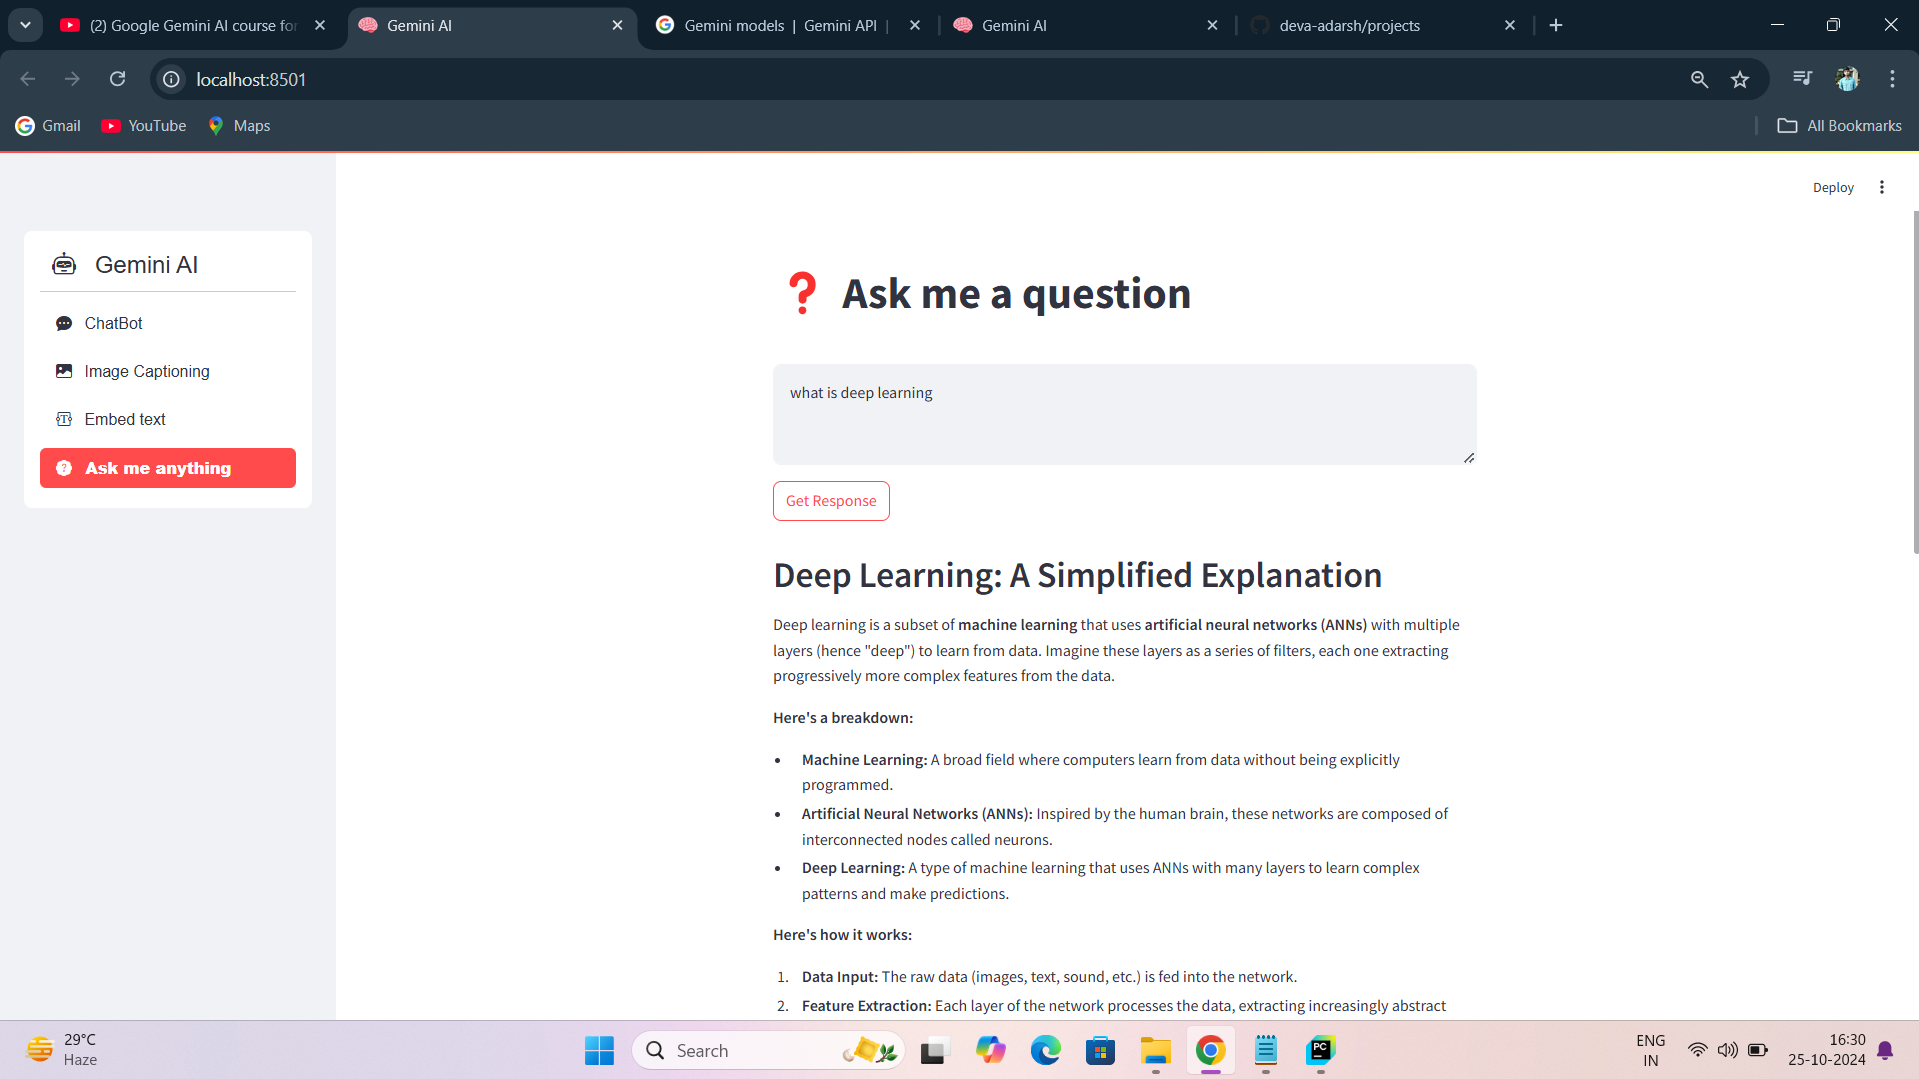 (2) Google Gemini AI course for
Gemini AI
Gemini models | Gemini API |
Gemini AI
deva-adarsh/projects
localhost:8501
Gmail
YouTube
Maps
All Bookmarks
Deploy
Gemini AI
ChatBot
Image Captioning
Embed text
Ask me anything
❓ Ask me a question
what is deep learning
Get Response
Deep Learning: A Simplified Explanation
Deep learning is a subset of machine learning that uses artificial neural networks (ANNs) with multiple
layers (hence "deep") to learn from data. Imagine these layers as a series of filters, each one extracting
progressively more complex features from the data.
Here's a breakdown:
• Machine Learning: A broad field where computers learn from data without being explicitly
programmed.
• Artificial Neural Networks (ANNs): Inspired by the human brain, these networks are composed of
interconnected nodes called neurons.
• Deep Learning: A type of machine learning that uses ANNs with many layers to learn complex
patterns and make predictions.
Here's how it works:
1. Data Input: The raw data (images, text, sound, etc.) is fed into the network.
2. Feature Extraction: Each layer of the network processes the data, extracting increasingly abstract
29°C
Haze
Search
PC
ENG
IN
16:30
25-10-2024